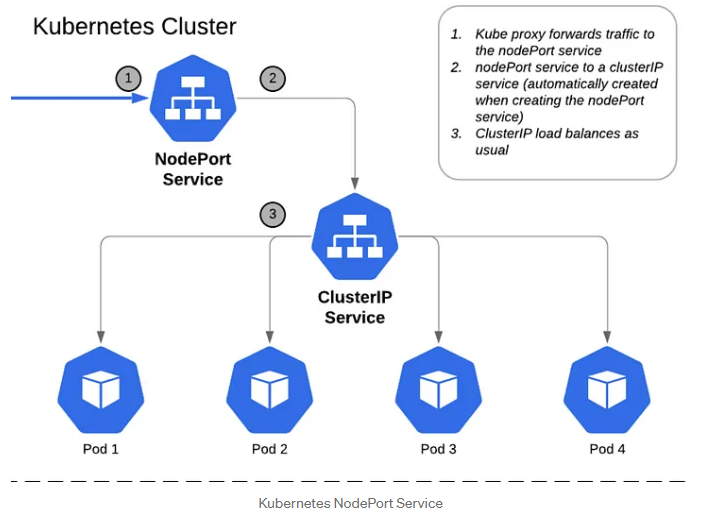 Kubernetes Cluster
1. Kube proxy forwards traffic to
the nodePort service
2. nodePort service to a clusterIP
service (automatically created
when creating the nodePort
service)
3. ClusterIP load balances as
usual
1
2
NodePort
Service
3
ClusterIP
Service
Pod 1
Pod 2
Pod 3
Pod 4
Kubernetes NodePort Service